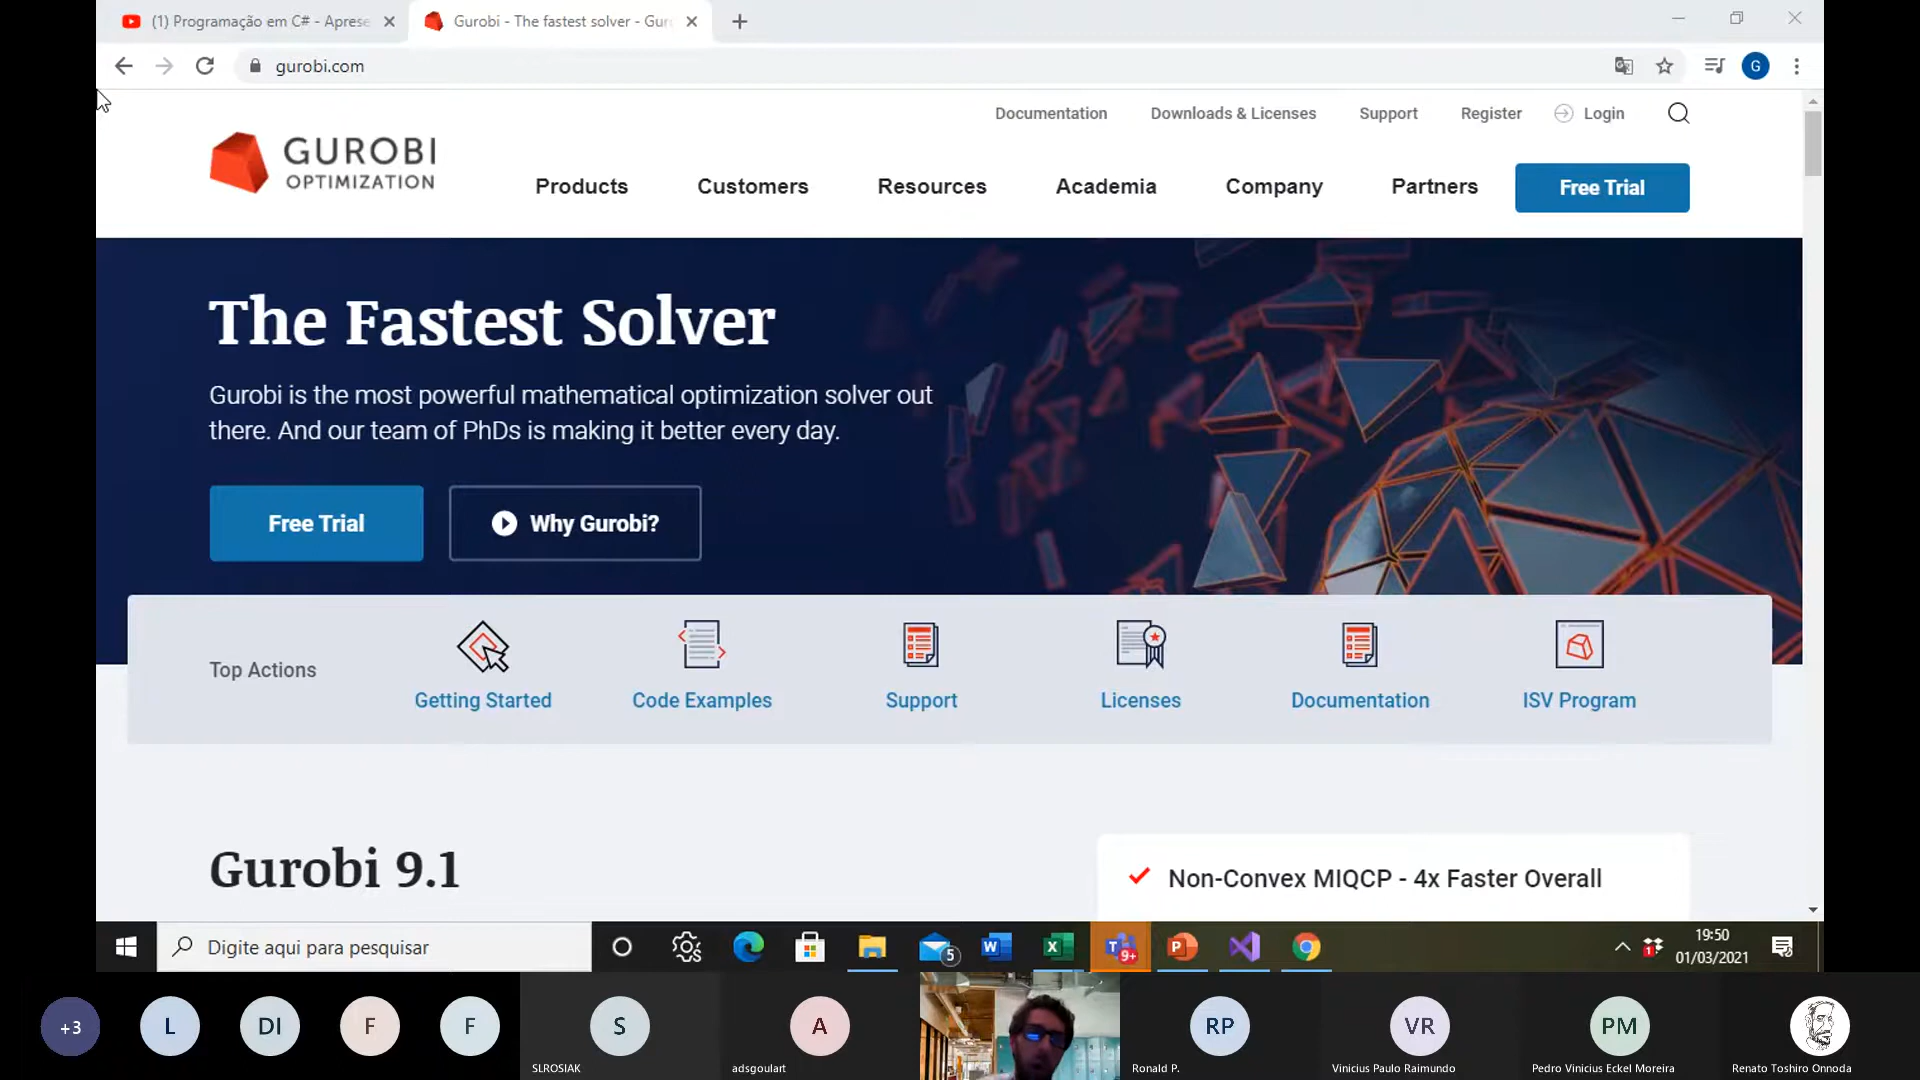 (1) Programação em C# - Aprese
Gurobi - The fastest solver - Gur
gurobi.com
G
Documentation
Downloads & Licenses
Support
Register
Login
GUROBI
OPTIMIZATION
Products
Customers
Resources
Academia
Company
Partners
Free Trial
The Fastest Solver
Gurobi is the most powerful mathematical optimization solver out
there. And our team of PhDs is making it better every day.
Free Trial
Why Gurobi?
Top Actions
Getting Started
Code Examples
Support
Licenses
Documentation
ISV Program
Gurobi 9.1
Non-Convex MIQCP - 4x Faster Overall
Digite aqui para pesquisar
5
W
X
T
9+
P
1
19:50
01/03/2021
+3
L
DI
F
F
S
SLROSIAK
A
adsgoulart
RP
Ronald P.
VR
Vinicius Paulo Raimundo
PM
Pedro Vinicius Eckel Moreira
Renato Toshiro Onnoda